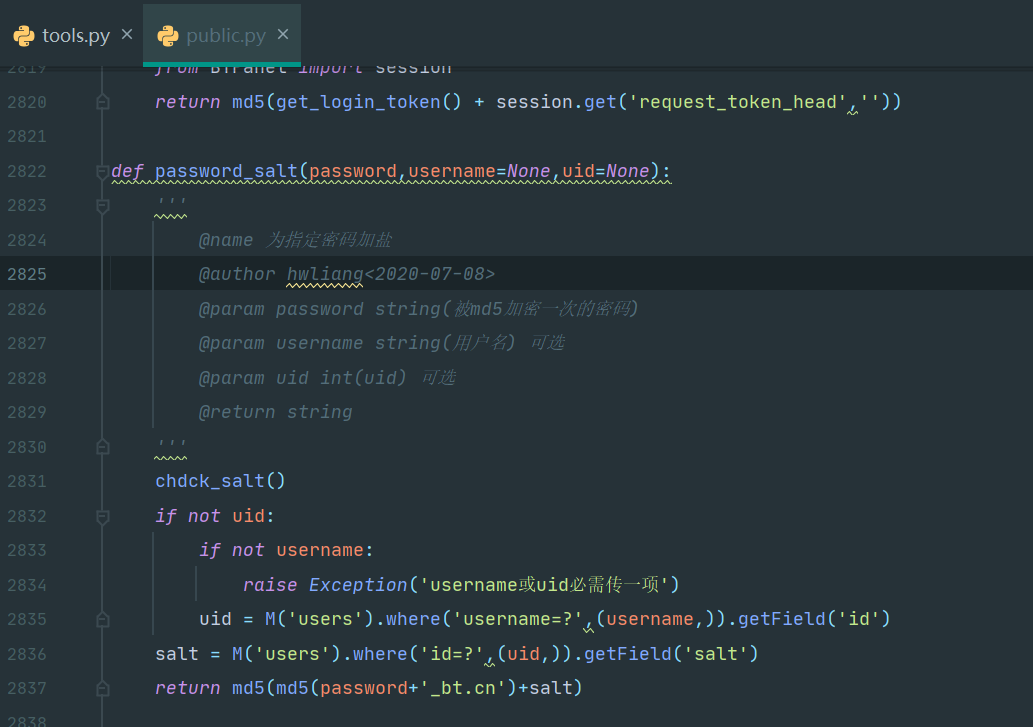 tools.py × public.py ×
2819 from BTPanel import session
2820 return md5(get_login_token() + session.get('request_token_head',''))
2821
2822 def password_salt(password,username=None,uid=None):
2823 '''
2824 @name 为指定密码加盐
2825 @author hwliang<2020-07-08>
2826 @param password string(被md5加密一次的密码)
2827 @param username string(用户名) 可选
2828 @param uid int(uid) 可选
2829 @return string
2830 '''
2831 chdck_salt()
2832 if not uid:
2833 if not username:
2834 raise Exception('username或uid必需传一项')
2835 uid = M('users').where('username=?',(username,)).getField('id')
2836 salt = M('users').where('id=?',(uid,)).getField('salt')
2837 return md5(md5(password+'_bt.cn')+salt)
2838